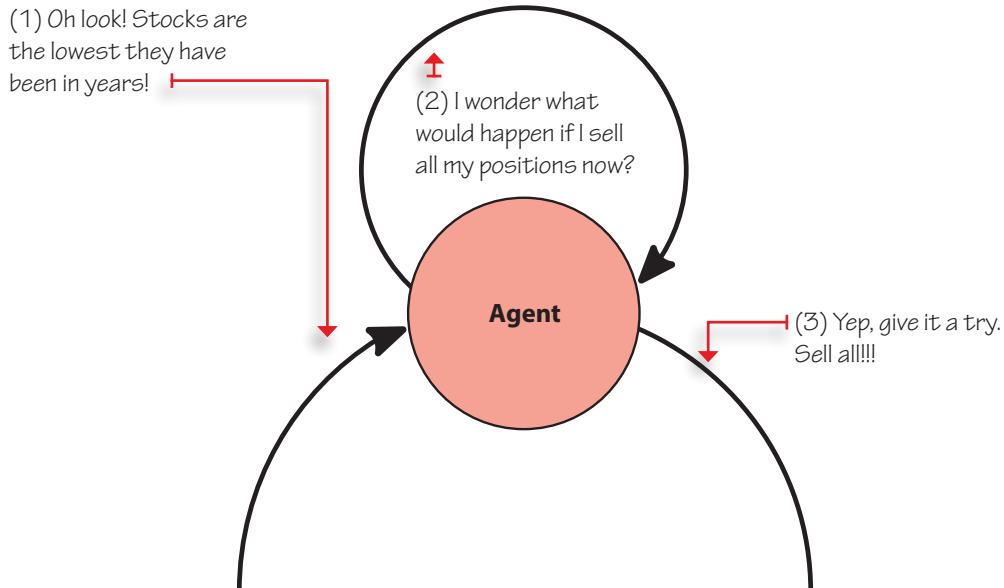 (1) Oh look! Stocks are
the lowest they have
been in years!
(2) I wonder what
would happen if I sell
all my positions now?
Agent
(3) Yep, give it a try.
Sell all!!!